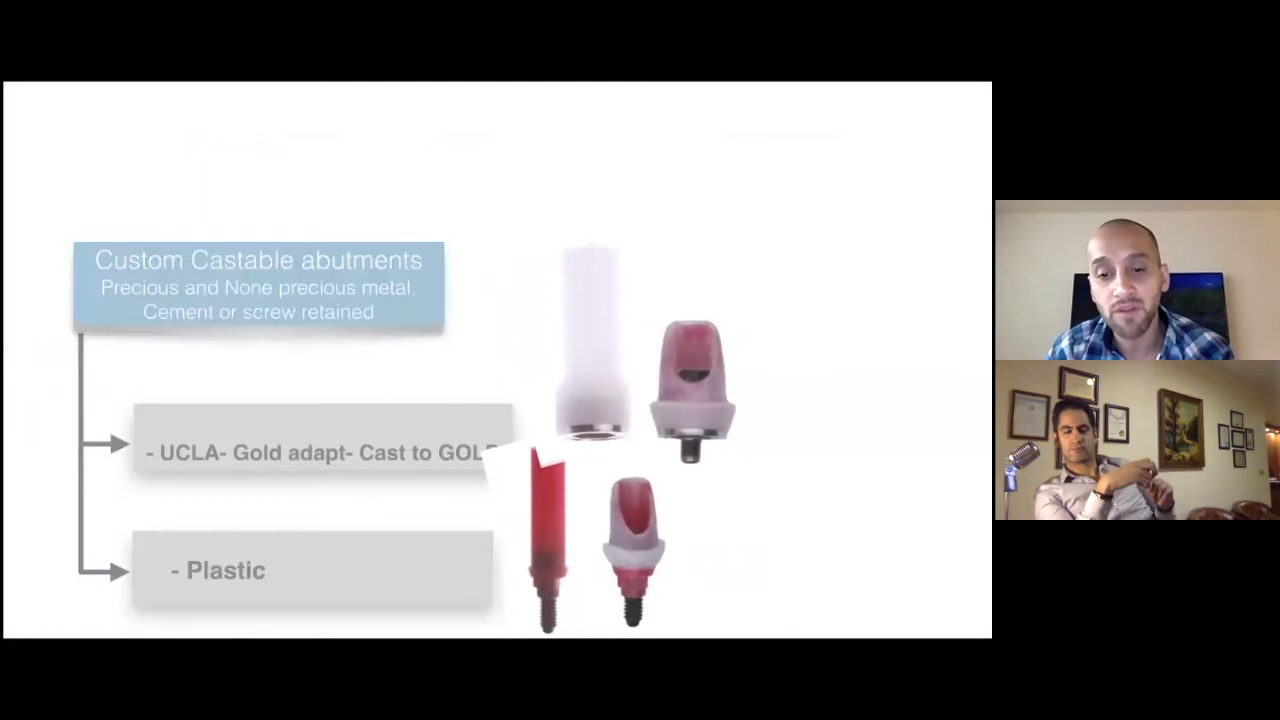 Custom Castable abutments
Precious and None precious metal,
Cement or screw retained
- UCLA- Gold adapt- Cast to GOLD
- Plastic